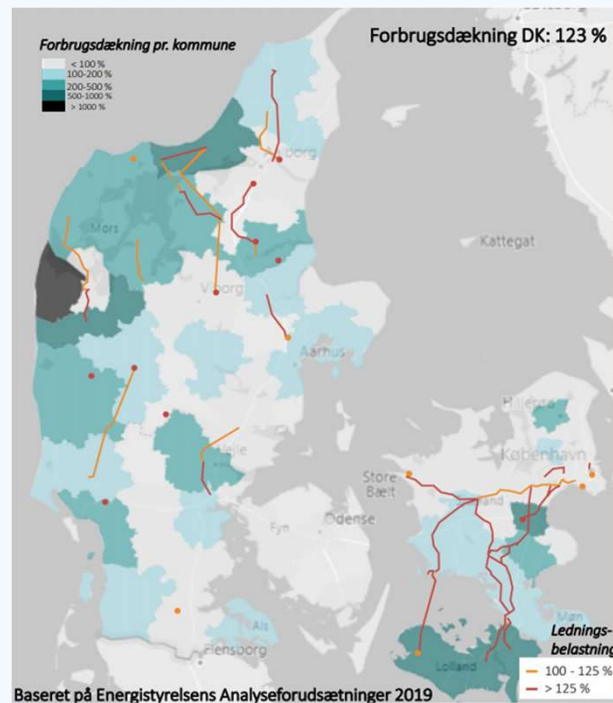 Forbrugsdækning pr. kommune
< 100 %
100-200 %
200-500 %
500-1000 %
> 1000 %
Forbrugsdækning DK: 123 %
Mors
Viborg
Aarhus
Kattegat
Hillerød
København
Store
Bælt
Odense
Fyn
Als
Flensborg
Møn
Lolland
Lednings-
belastning
100 - 125 %
> 125 %
Baseret på Energistyrelsens Analyseforudsætninger 2019